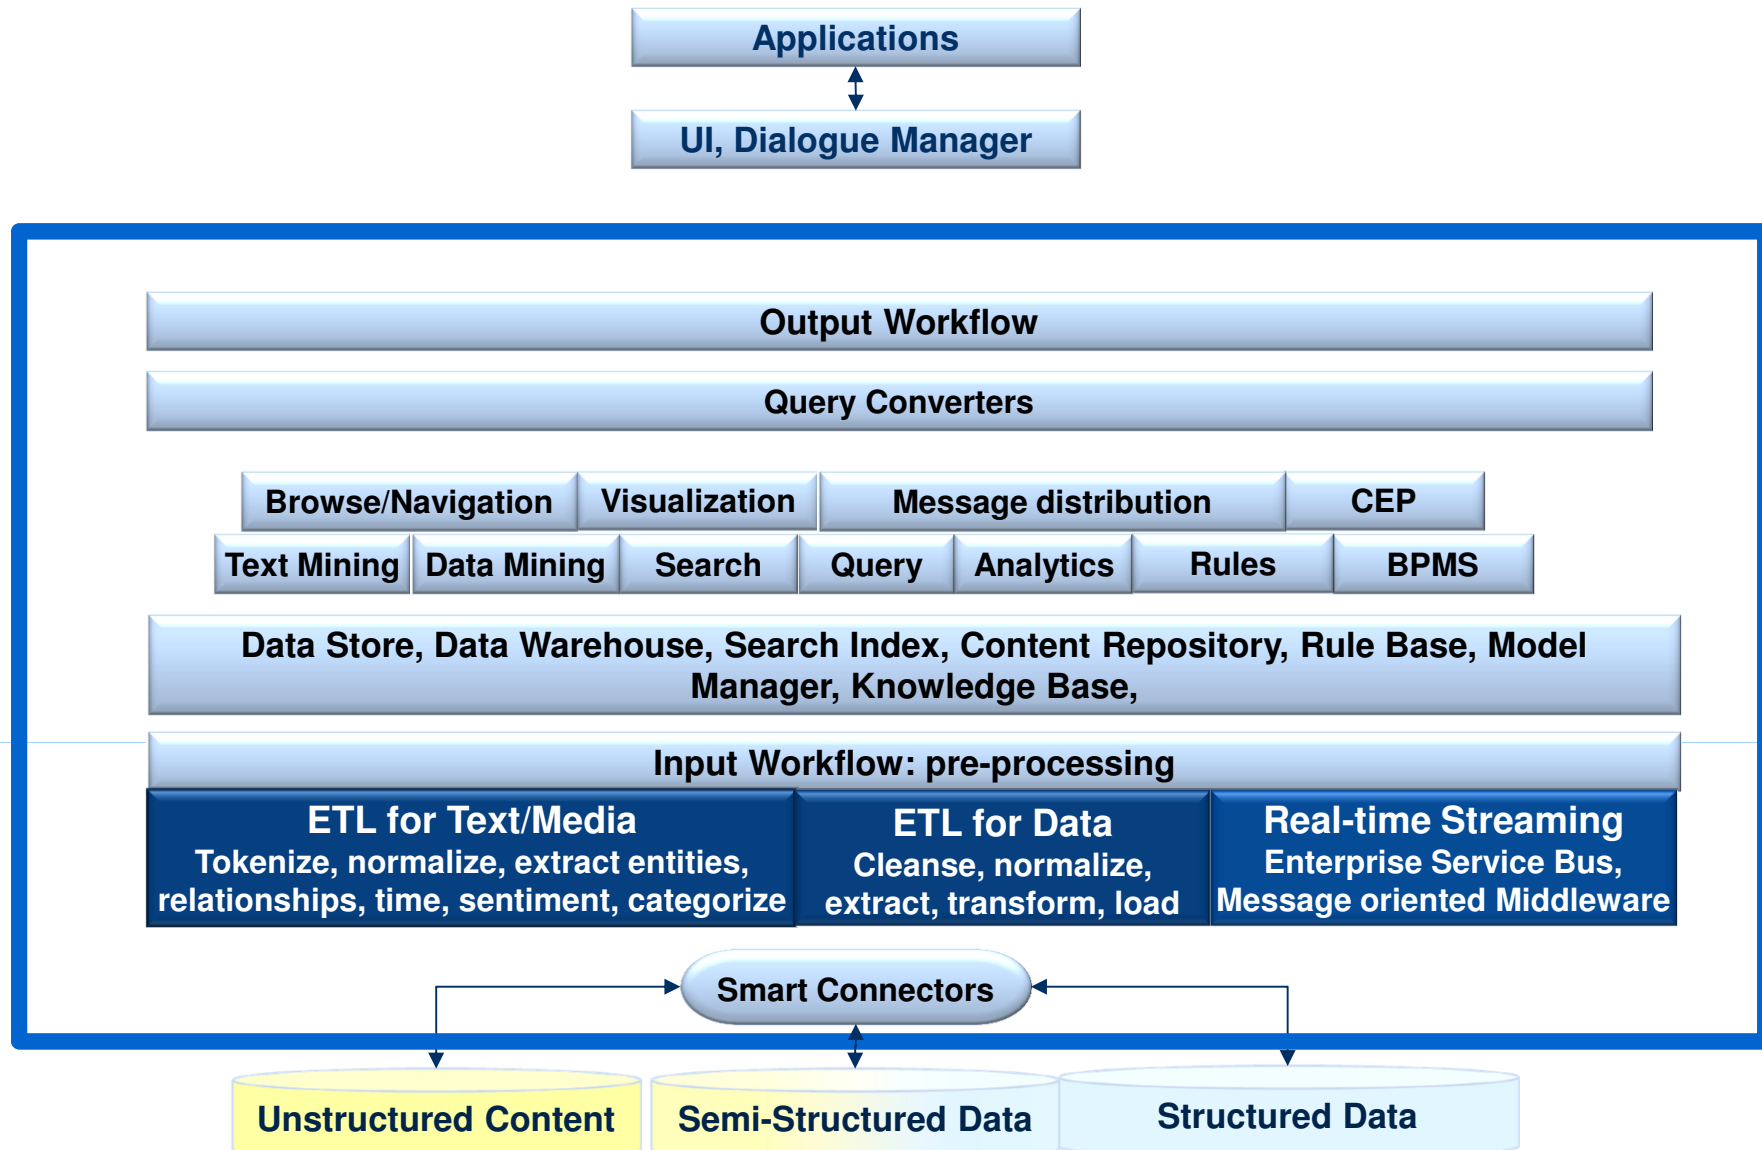 Applications
UI, Dialogue Manager
Output Workflow
Query Converters
Browse/Navigation
Visualization
Message distribution
CEP
Text Mining
Data Mining
Search
Query
Analytics
Rules
BPMS
Data Store, Data Warehouse, Search Index, Content Repository, Rule Base, Model
Manager, Knowledge Base,
Input Workflow: pre-processing
ETL for Text/Media
Tokenize, normalize, extract entities,
relationships, time, sentiment, categorize
ETL for Data
Cleanse, normalize,
extract, transform, load
Real-time Streaming
Enterprise Service Bus,
Message oriented Middleware
Smart Connectors
Unstructured Content
Semi-Structured Data
Structured Data